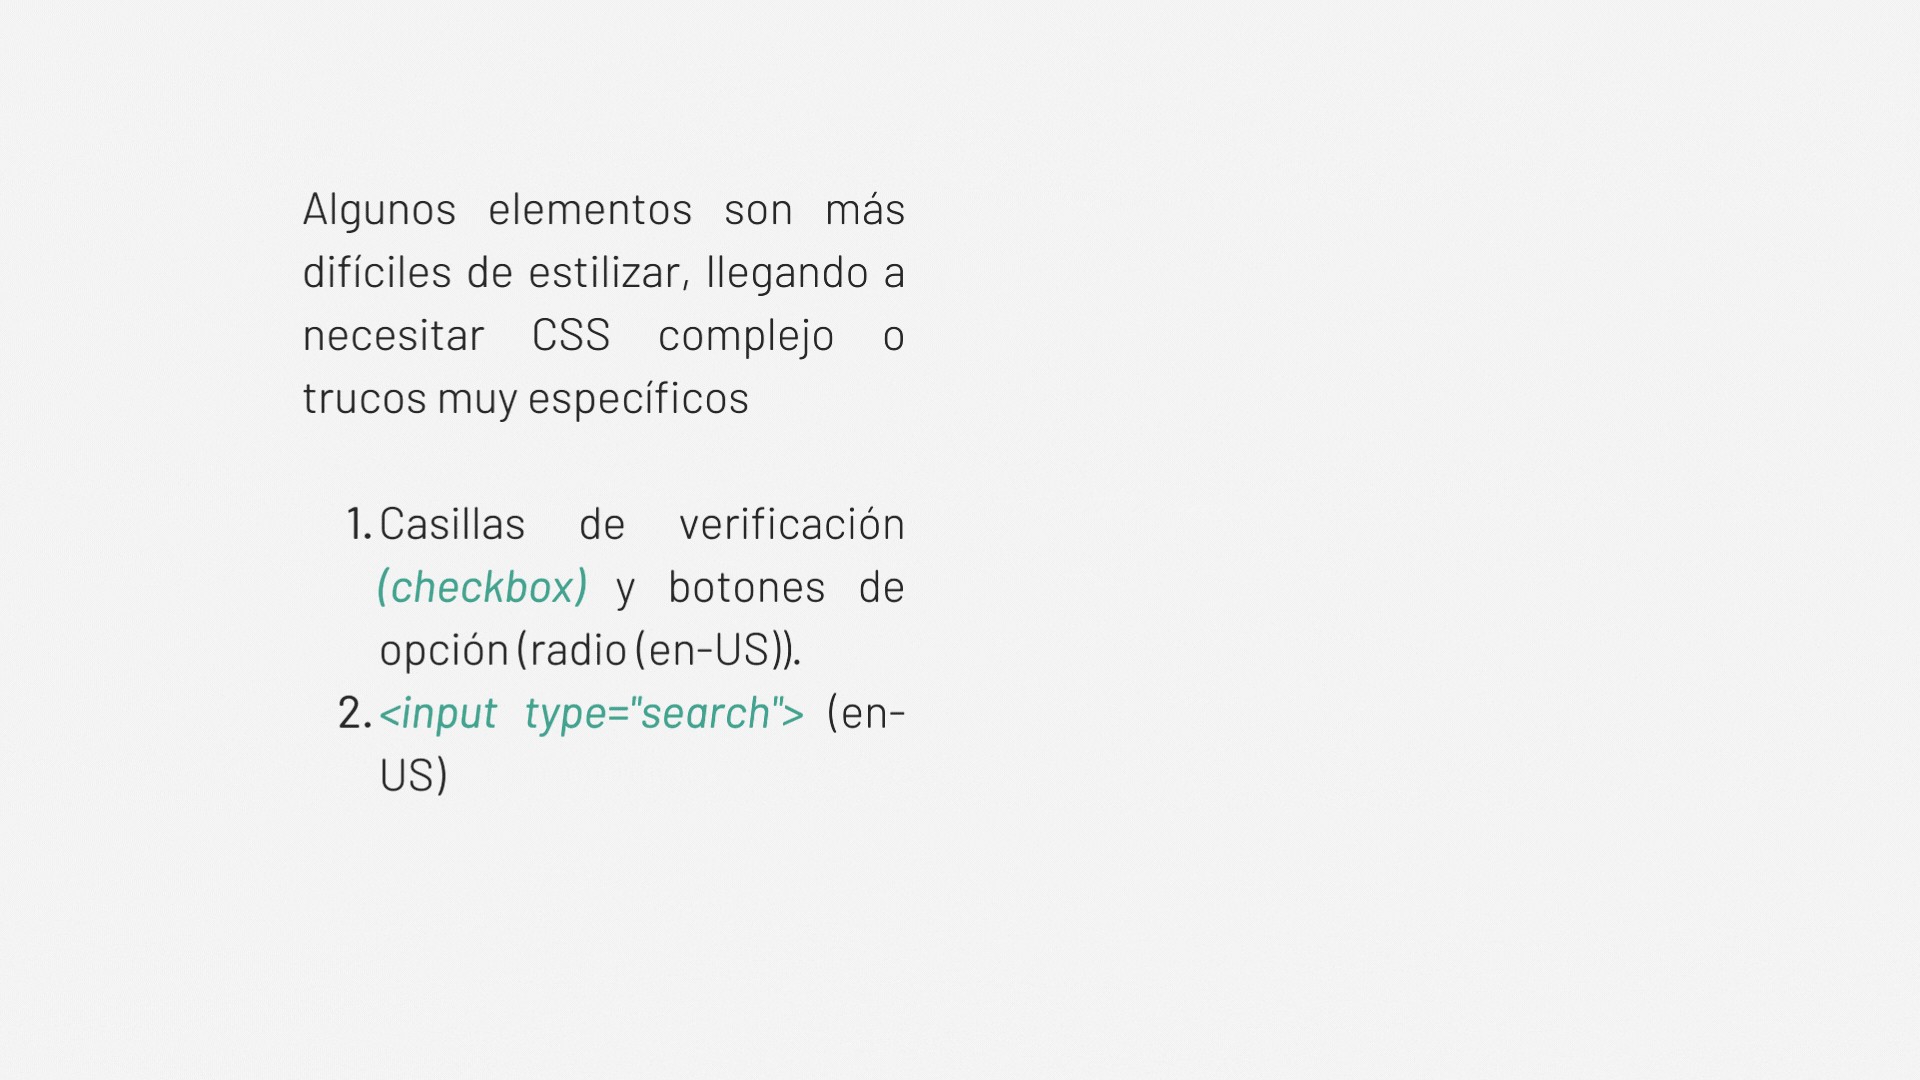 Algunos elementos son más
difíciles de estilizar, llegando a
necesitar CSS complejo o
trucos muy específicos
1. Casillas de verificación
(checkbox) y botones de
opción (radio (en-US)).
2. <input type="search"> (en-
US)